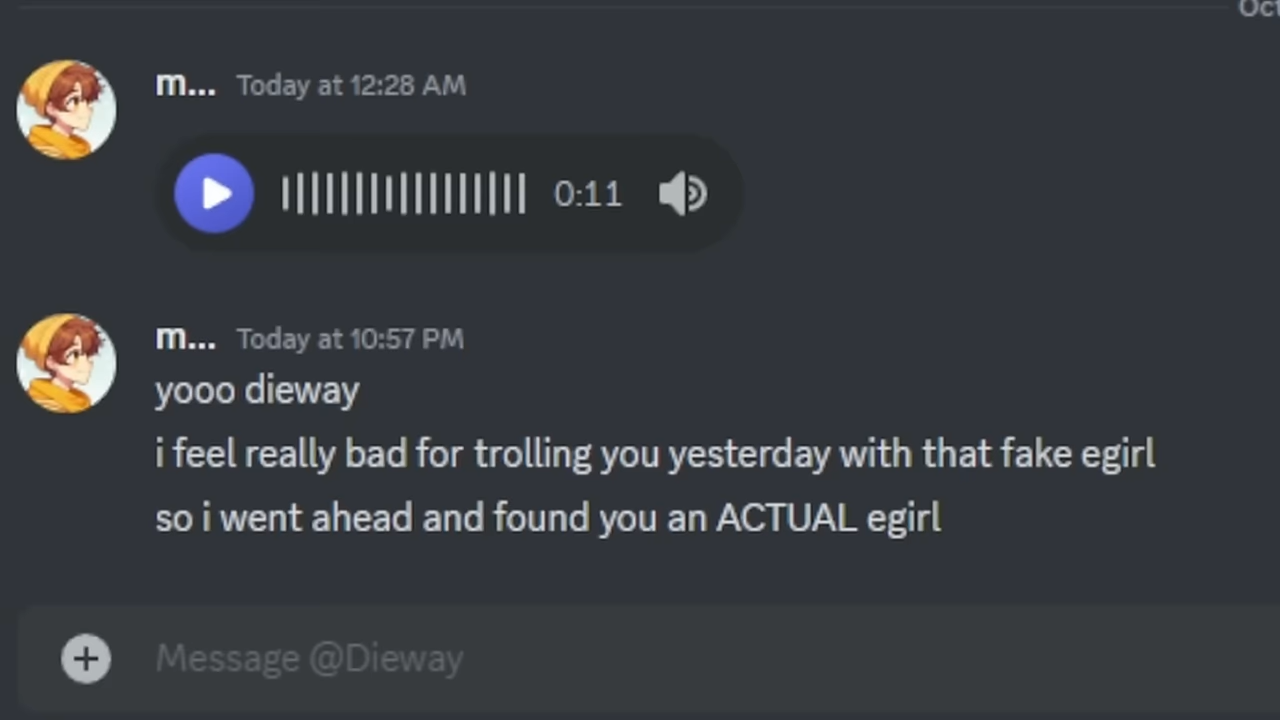 Oct
m... Today at 12:28 AM
0:11
m... Today at 10:57 PM
yooo dieway
i feel really bad for trolling you yesterday with that fake egirl
so i went ahead and found you an ACTUAL egirl
Message @Dieway